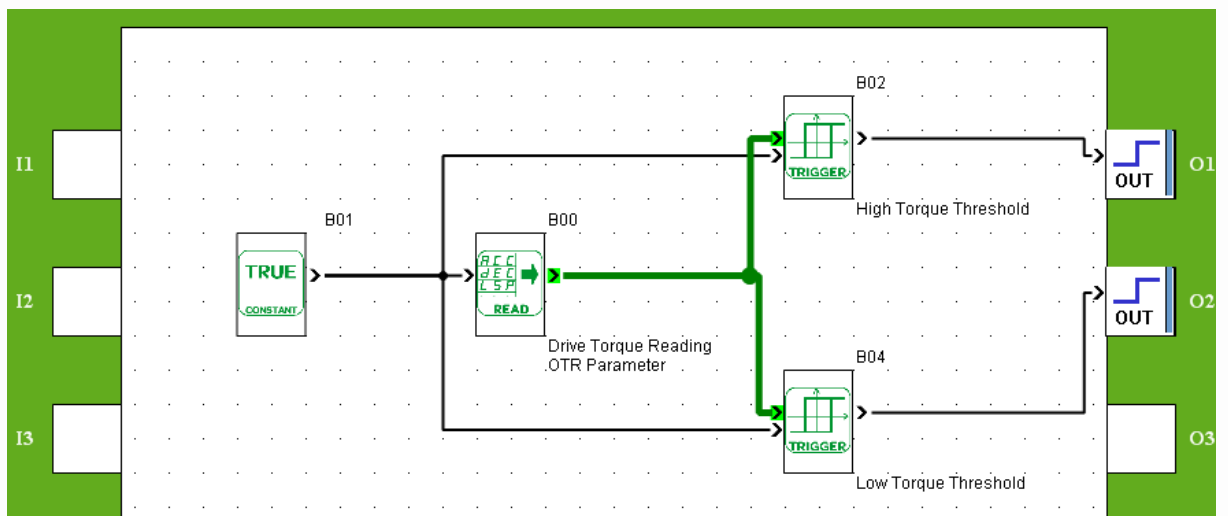 B02
TRIGGER
High Torque Threshold
I1
OUT
O1
B01
TRUE
CONSTANT
B00
ACC
dEC
LSP
READ
Drive Torque Reading
OTR Parameter
I2
OUT
O2
B04
TRIGGER
Low Torque Threshold
I3
O3